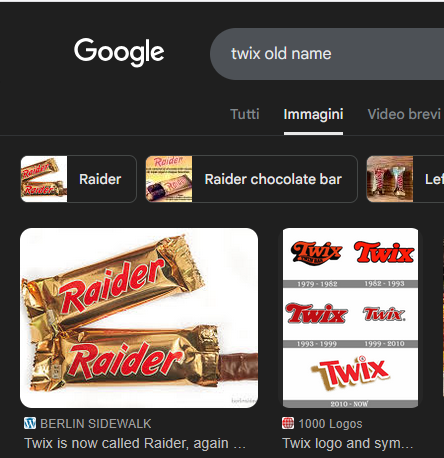 Google
twix old name
Tutti Immagini Video brevi
Raider Raider chocolate bar Lef
Raider
Raider
Twix
1979 - 1982
Twix
1982 - 1993
Twix
1993 - 1999
Twix
1999 - 2010
Twix
2010 - NOW
BERLIN SIDEWALK
Twix is now called Raider, again ...
1000 Logos
Twix logo and sym...